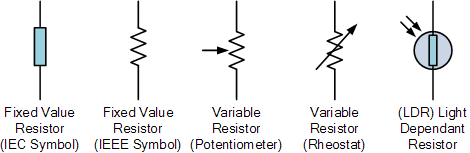 Fixed Value
Resistor
(IEC Symbol)
Fixed Value
Resistor
(IEEE Symbol)
Variable
Resistor
(Potentiometer)
Variable
Resistor
(Rheostat)
(LDR) Light
Dependant
Resistor